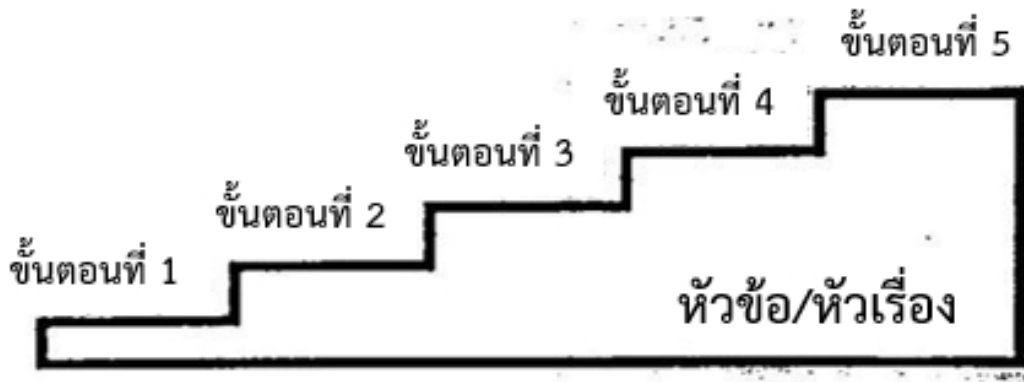 ขั้นตอนที่ 1
ขั้นตอนที่ 2
ขั้นตอนที่ 3
ขั้นตอนที่ 4
ขั้นตอนที่ 5
หัวข้อ/หัวเรื่อง